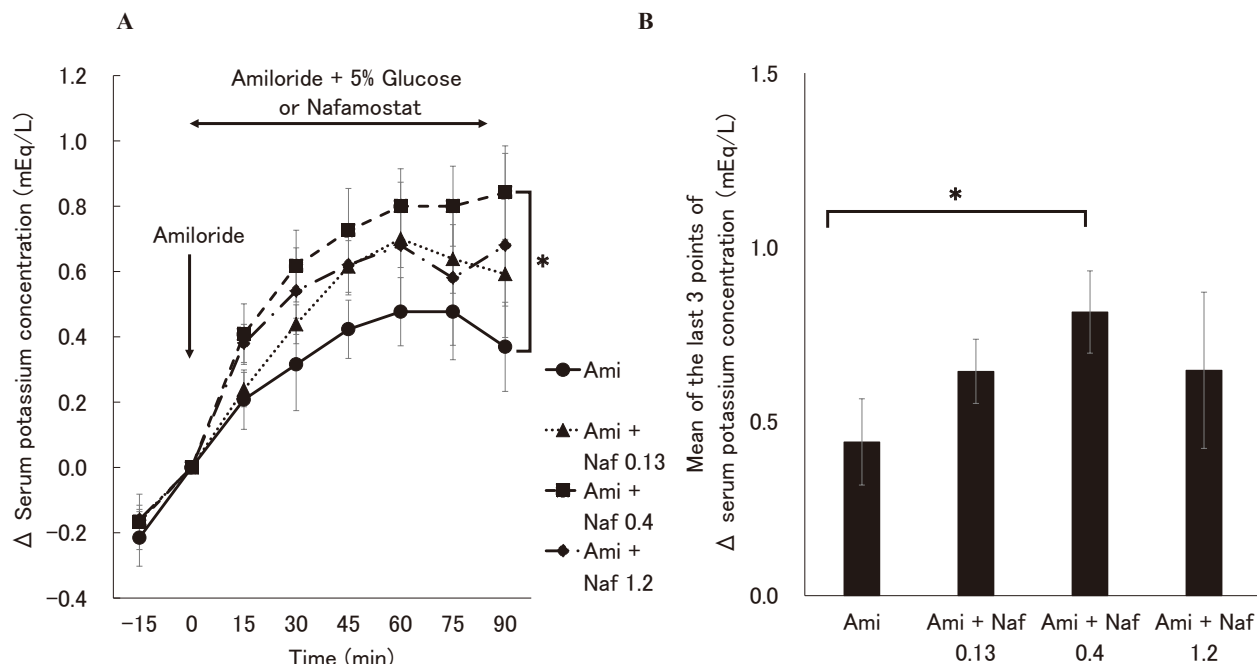 A
Δ Serum potassium concentration (mEq/L)
1.2
1.0
0.8
0.6
0.4
0.2
0.0
−0.2
−0.4
Amiloride + 5% Glucose
or Nafamostat
Amiloride
*
Ami
Ami +
Naf 0.13
Ami +
Naf 0.4
Ami +
Naf 1.2
−15 0 15 30 45 60 75 90
Time (min)
B
Mean of the last 3 points of
Δ serum potassium concentration (mEq/L)
1.5
1.0
0.5
0.0
*
Ami Ami + Naf Ami + Naf Ami + Naf
0.13 0.4 1.2